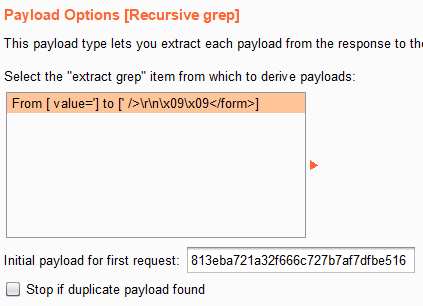 Payload Options [Recursive grep]
This payload type lets you extract each payload from the response to the
Select the "extract grep" item from which to derive payloads:
From [ value='] to [' />\r\n\x09\x09</form>]
Initial payload for first request: 813eba721a32f666c727b7af7dfbe516
Stop if duplicate payload found